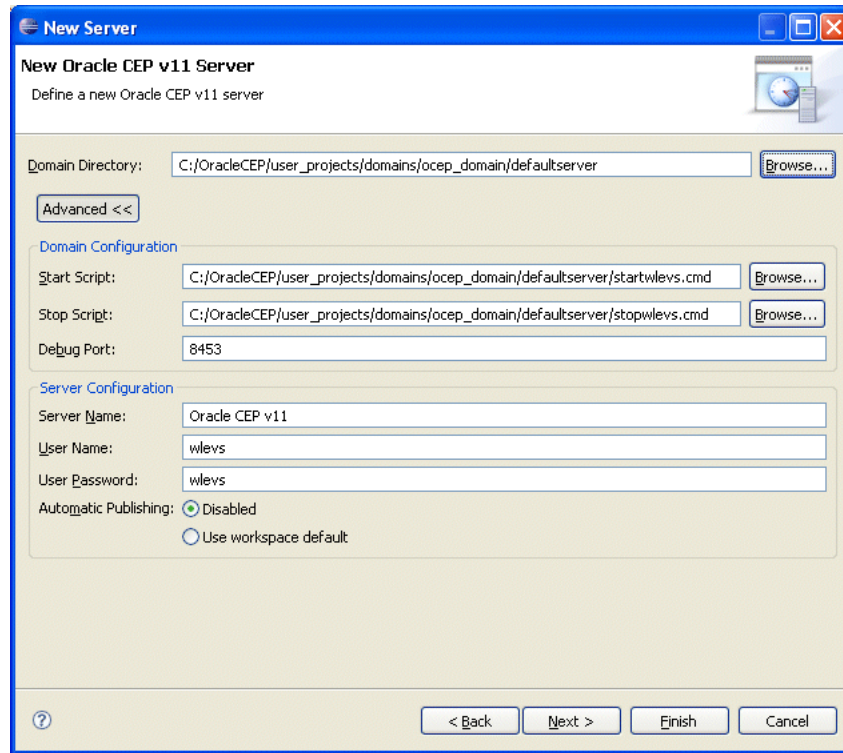 New Server
New Oracle CEP v11 Server
Define a new Oracle CEP v11 server
Domain Directory: C:/OracleCEP/user_projects/domains/ocep_domain/defaultserver Browse...
Advanced <<
Domain Configuration
Start Script: C:/OracleCEP/user_projects/domains/ocep_domain/defaultserver/startwlevs.cmd Browse...
Stop Script: C:/OracleCEP/user_projects/domains/ocep_domain/defaultserver/stopwlevs.cmd Browse...
Debug Port: 8453
Server Configuration
Server Name: Oracle CEP v11
User Name: wlevs
User Password: wlevs
Automatic Publishing: Disabled
Use workspace default
? < Back Next > Finish Cancel